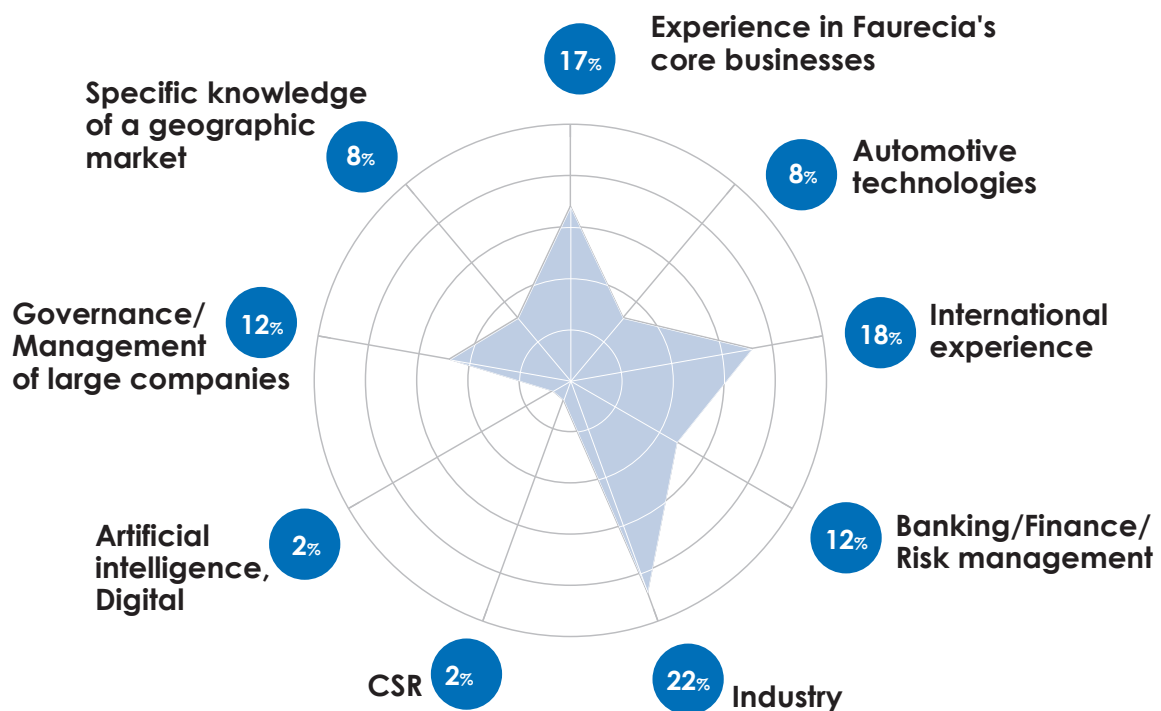 17%
Experience in Faurecia's
core businesses
8%
Automotive
technologies
18%
International
experience
12%
Banking/Finance/
Risk management
22%
Industry
2%
CSR
2%
Artificial
intelligence,
Digital
12%
Governance/
Management
of large companies
8%
Specific knowledge
of a geographic
market